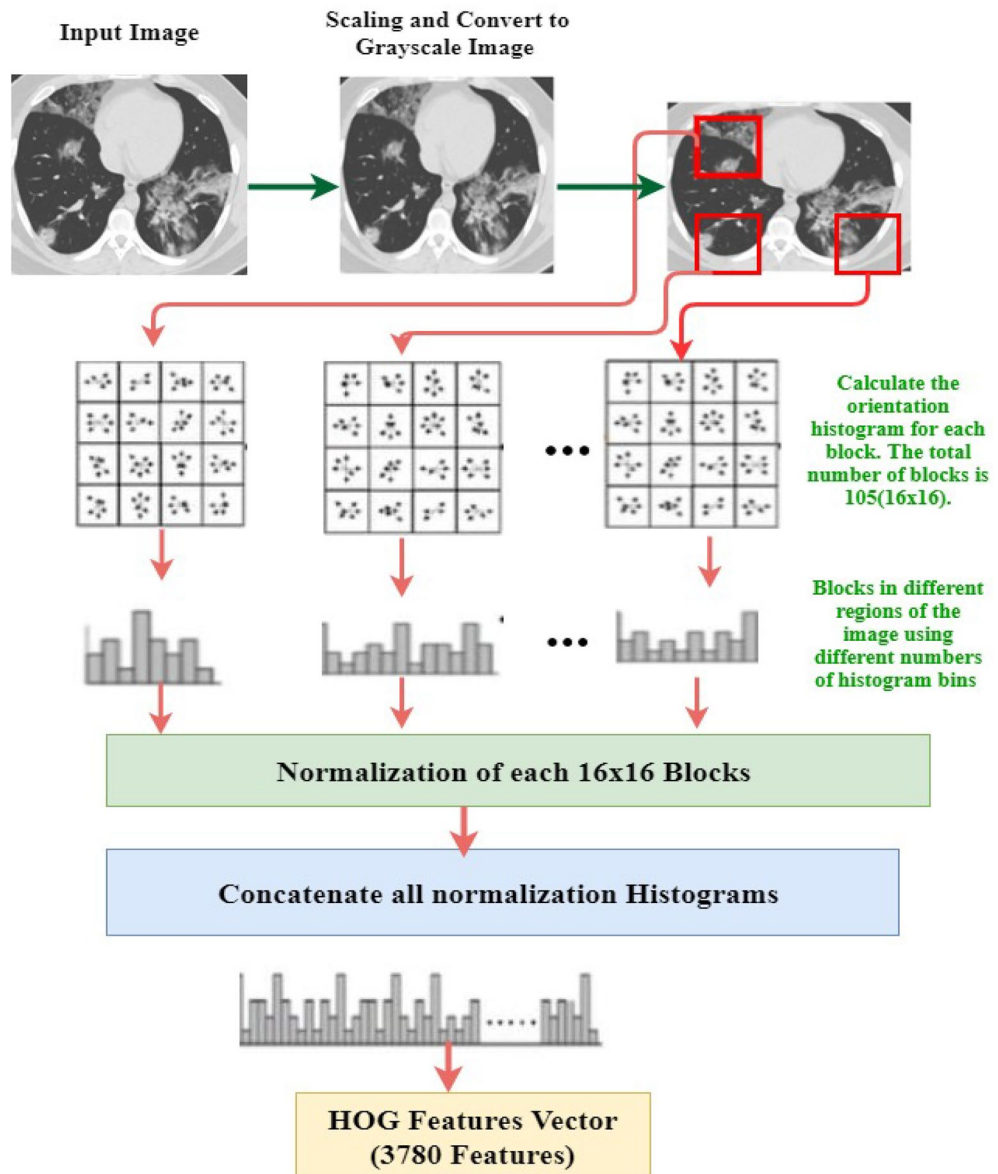 Input Image
Scaling and Convert to
Grayscale Image
Calculate the
orientation
histogram for each
block. The total
number of blocks is
105(16x16).
Blocks in different
regions of the
image using
different numbers
of histogram bins
Normalization of each 16x16 Blocks
Concatenate all normalization Histograms
HOG Features Vector
(3780 Features)